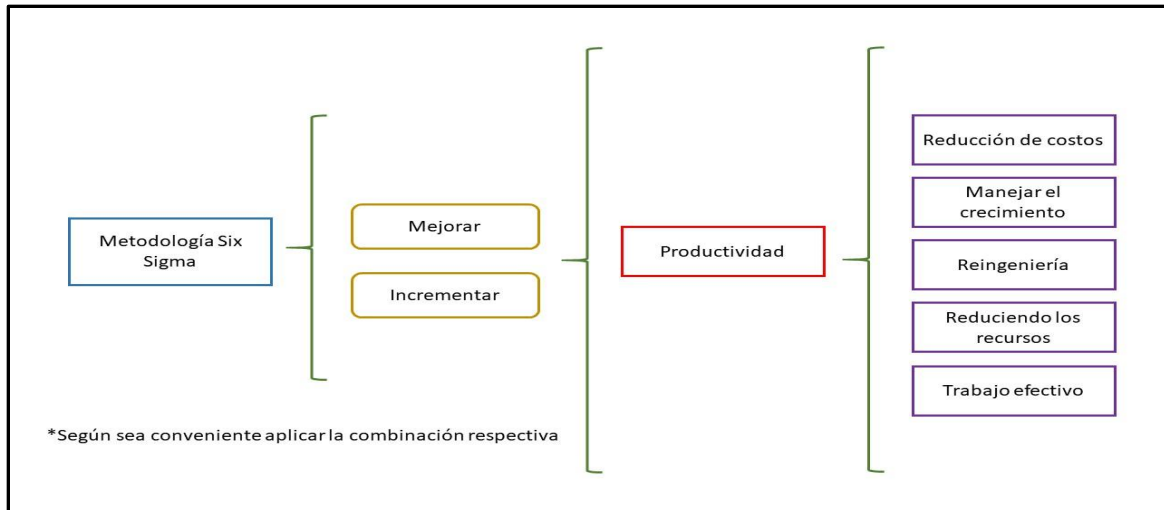 Metodología Six
Sigma
Mejorar
Incrementar
Productividad
Reducción de costos
Manejar el
crecimiento
Reingeniería
Reduciendo los
recursos
Trabajo efectivo
*Según sea conveniente aplicar la combinación respectiva